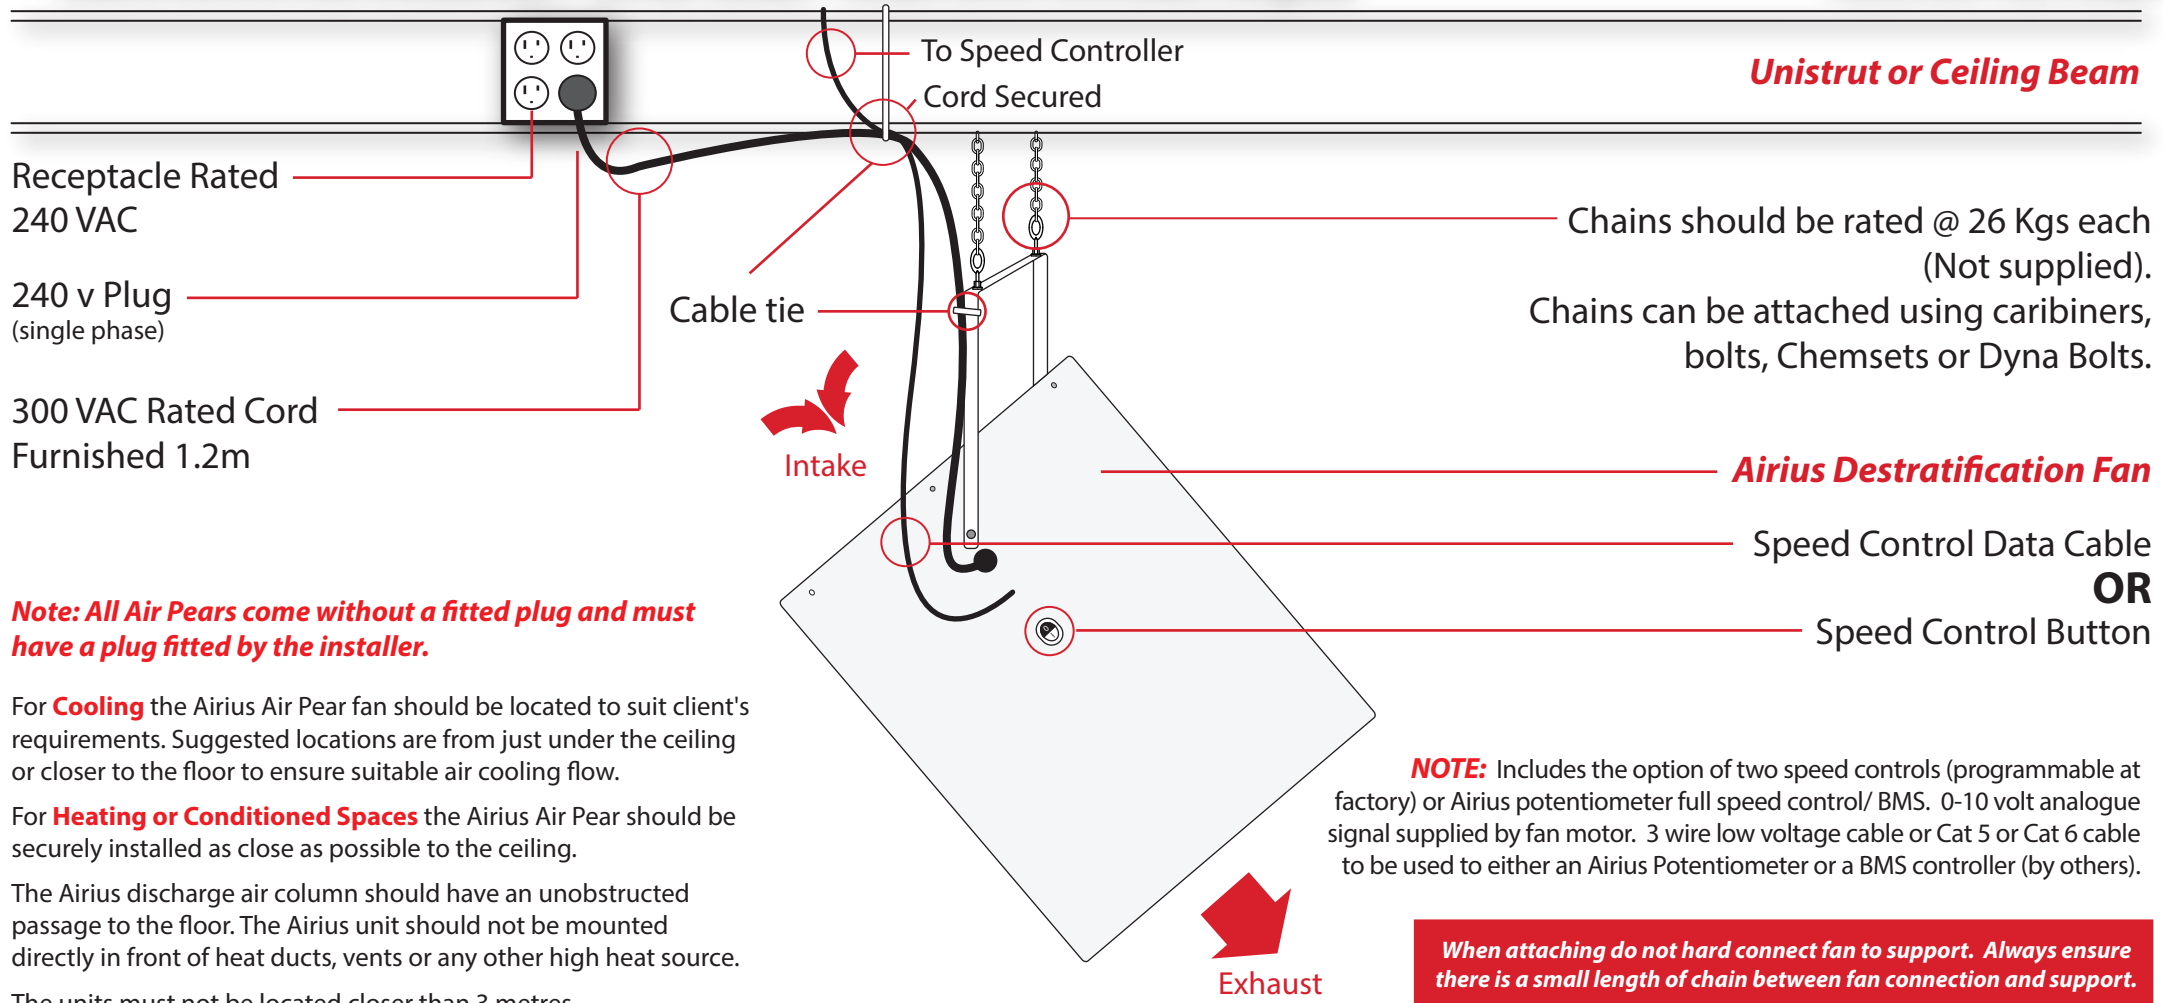 To Speed Controller
Cord Secured
Unistrut or Ceiling Beam
Receptacle Rated
240 VAC
240 v Plug
(single phase)
300 VAC Rated Cord
Furnished 1.2m
Cable tie
Intake
Chains should be rated @ 26 Kgs each
(Not supplied).
Chains can be attached using caribiners,
bolts, Chemsets or Dyna Bolts.
Airius Destratification Fan
Speed Control Data Cable
OR
Speed Control Button
Note: All Air Pears come without a fitted plug and must
have a plug fitted by the installer.
For Cooling the Airius Air Pear fan should be located to suit client's
requirements. Suggested locations are from just under the ceiling
or closer to the floor to ensure suitable air cooling flow.
For Heating or Conditioned Spaces the Airius Air Pear should be
securely installed as close as possible to the ceiling.
The Airius discharge air column should have an unobstructed
passage to the floor. The Airius unit should not be mounted
directly in front of heat ducts, vents or any other high heat source.
The units must not be located closer than 3 metres
NOTE: Includes the option of two speed controls (programmable at
factory) or Airius potentiometer full speed control/ BMS. 0-10 volt analogue
signal supplied by fan motor. 3 wire low voltage cable or Cat 5 or Cat 6 cable
to be used to either an Airius Potentiometer or a BMS controller (by others).
Exhaust
When attaching do not hard connect fan to support. Always ensure
there is a small length of chain between fan connection and support.